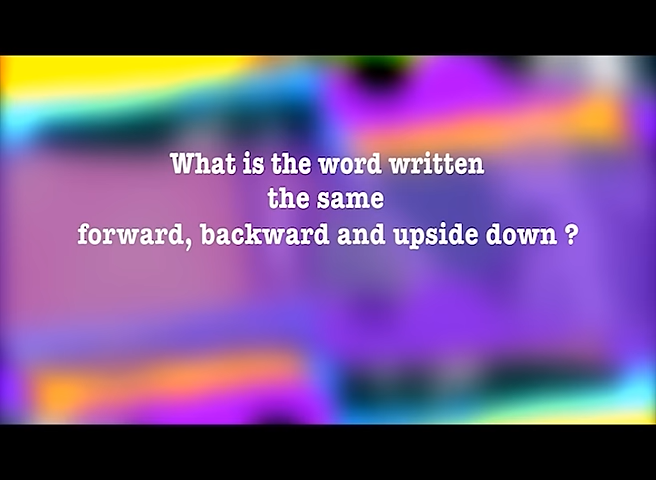 What is the word written
the same
forward, backward and upside down ?